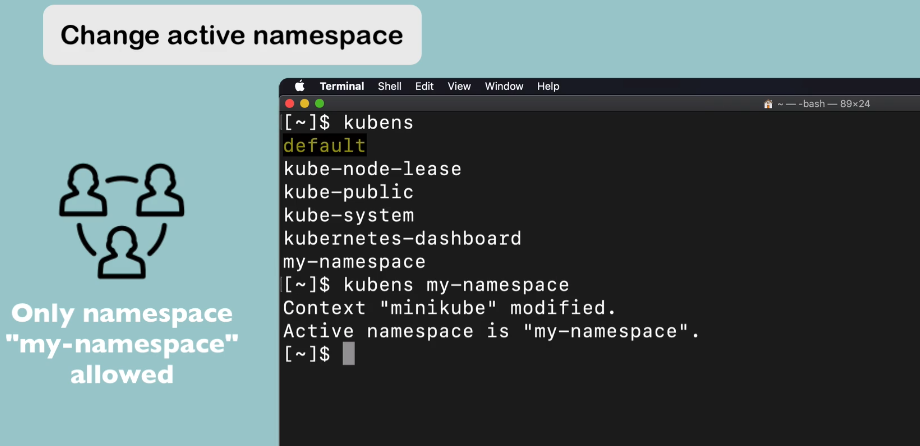 Change active namespace
Terminal Shell Edit View Window Help
~ — -bash — 89×24
[~]$ kubens
default
kube-node-lease
kube-public
kube-system
kubernetes-dashboard
my-namespace
[~]$ kubens my-namespace
Context "minikube" modified.
Active namespace is "my-namespace".
[~]$
Only namespace
"my-namespace"
allowed